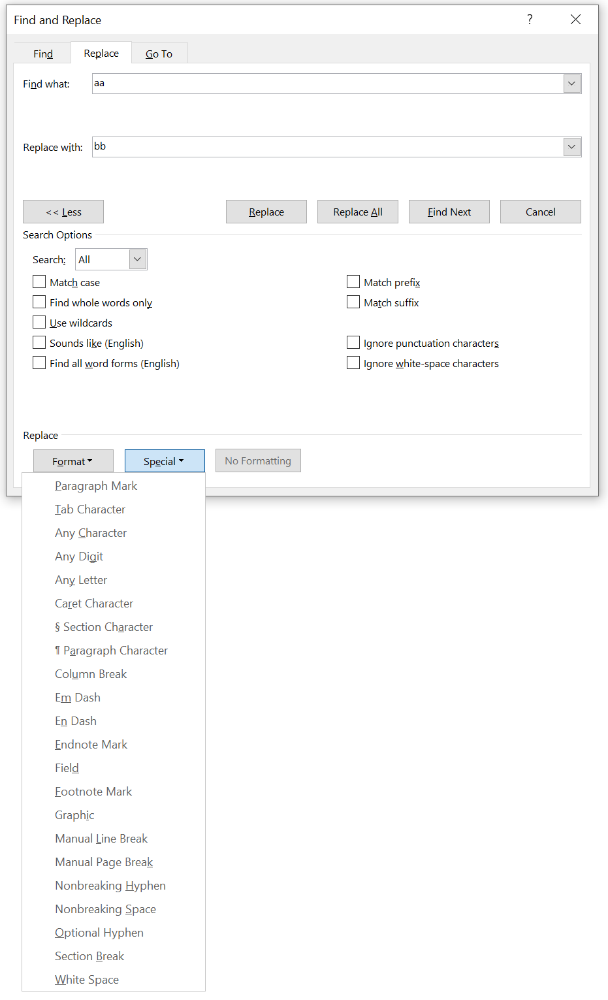 Find and Replace ?
Find Replace Go To
Find what: aa
Replace with: bb
<< Less Replace Replace All Find Next Cancel
Search Options
Search: All
Match case Match prefix
Find whole words only Match suffix
Use wildcards
Sounds like (English) Ignore punctuation characters
Find all word forms (English) Ignore white-space characters
Replace
Format Special No Formatting
Paragraph Mark
Tab Character
Any Character
Any Digit
Any Letter
Caret Character
§ Section Character
¶ Paragraph Character
Column Break
Em Dash
En Dash
Endnote Mark
Field
Footnote Mark
Graphic
Manual Line Break
Manual Page Break
Nonbreaking Hyphen
Nonbreaking Space
Optional Hyphen
Section Break
White Space